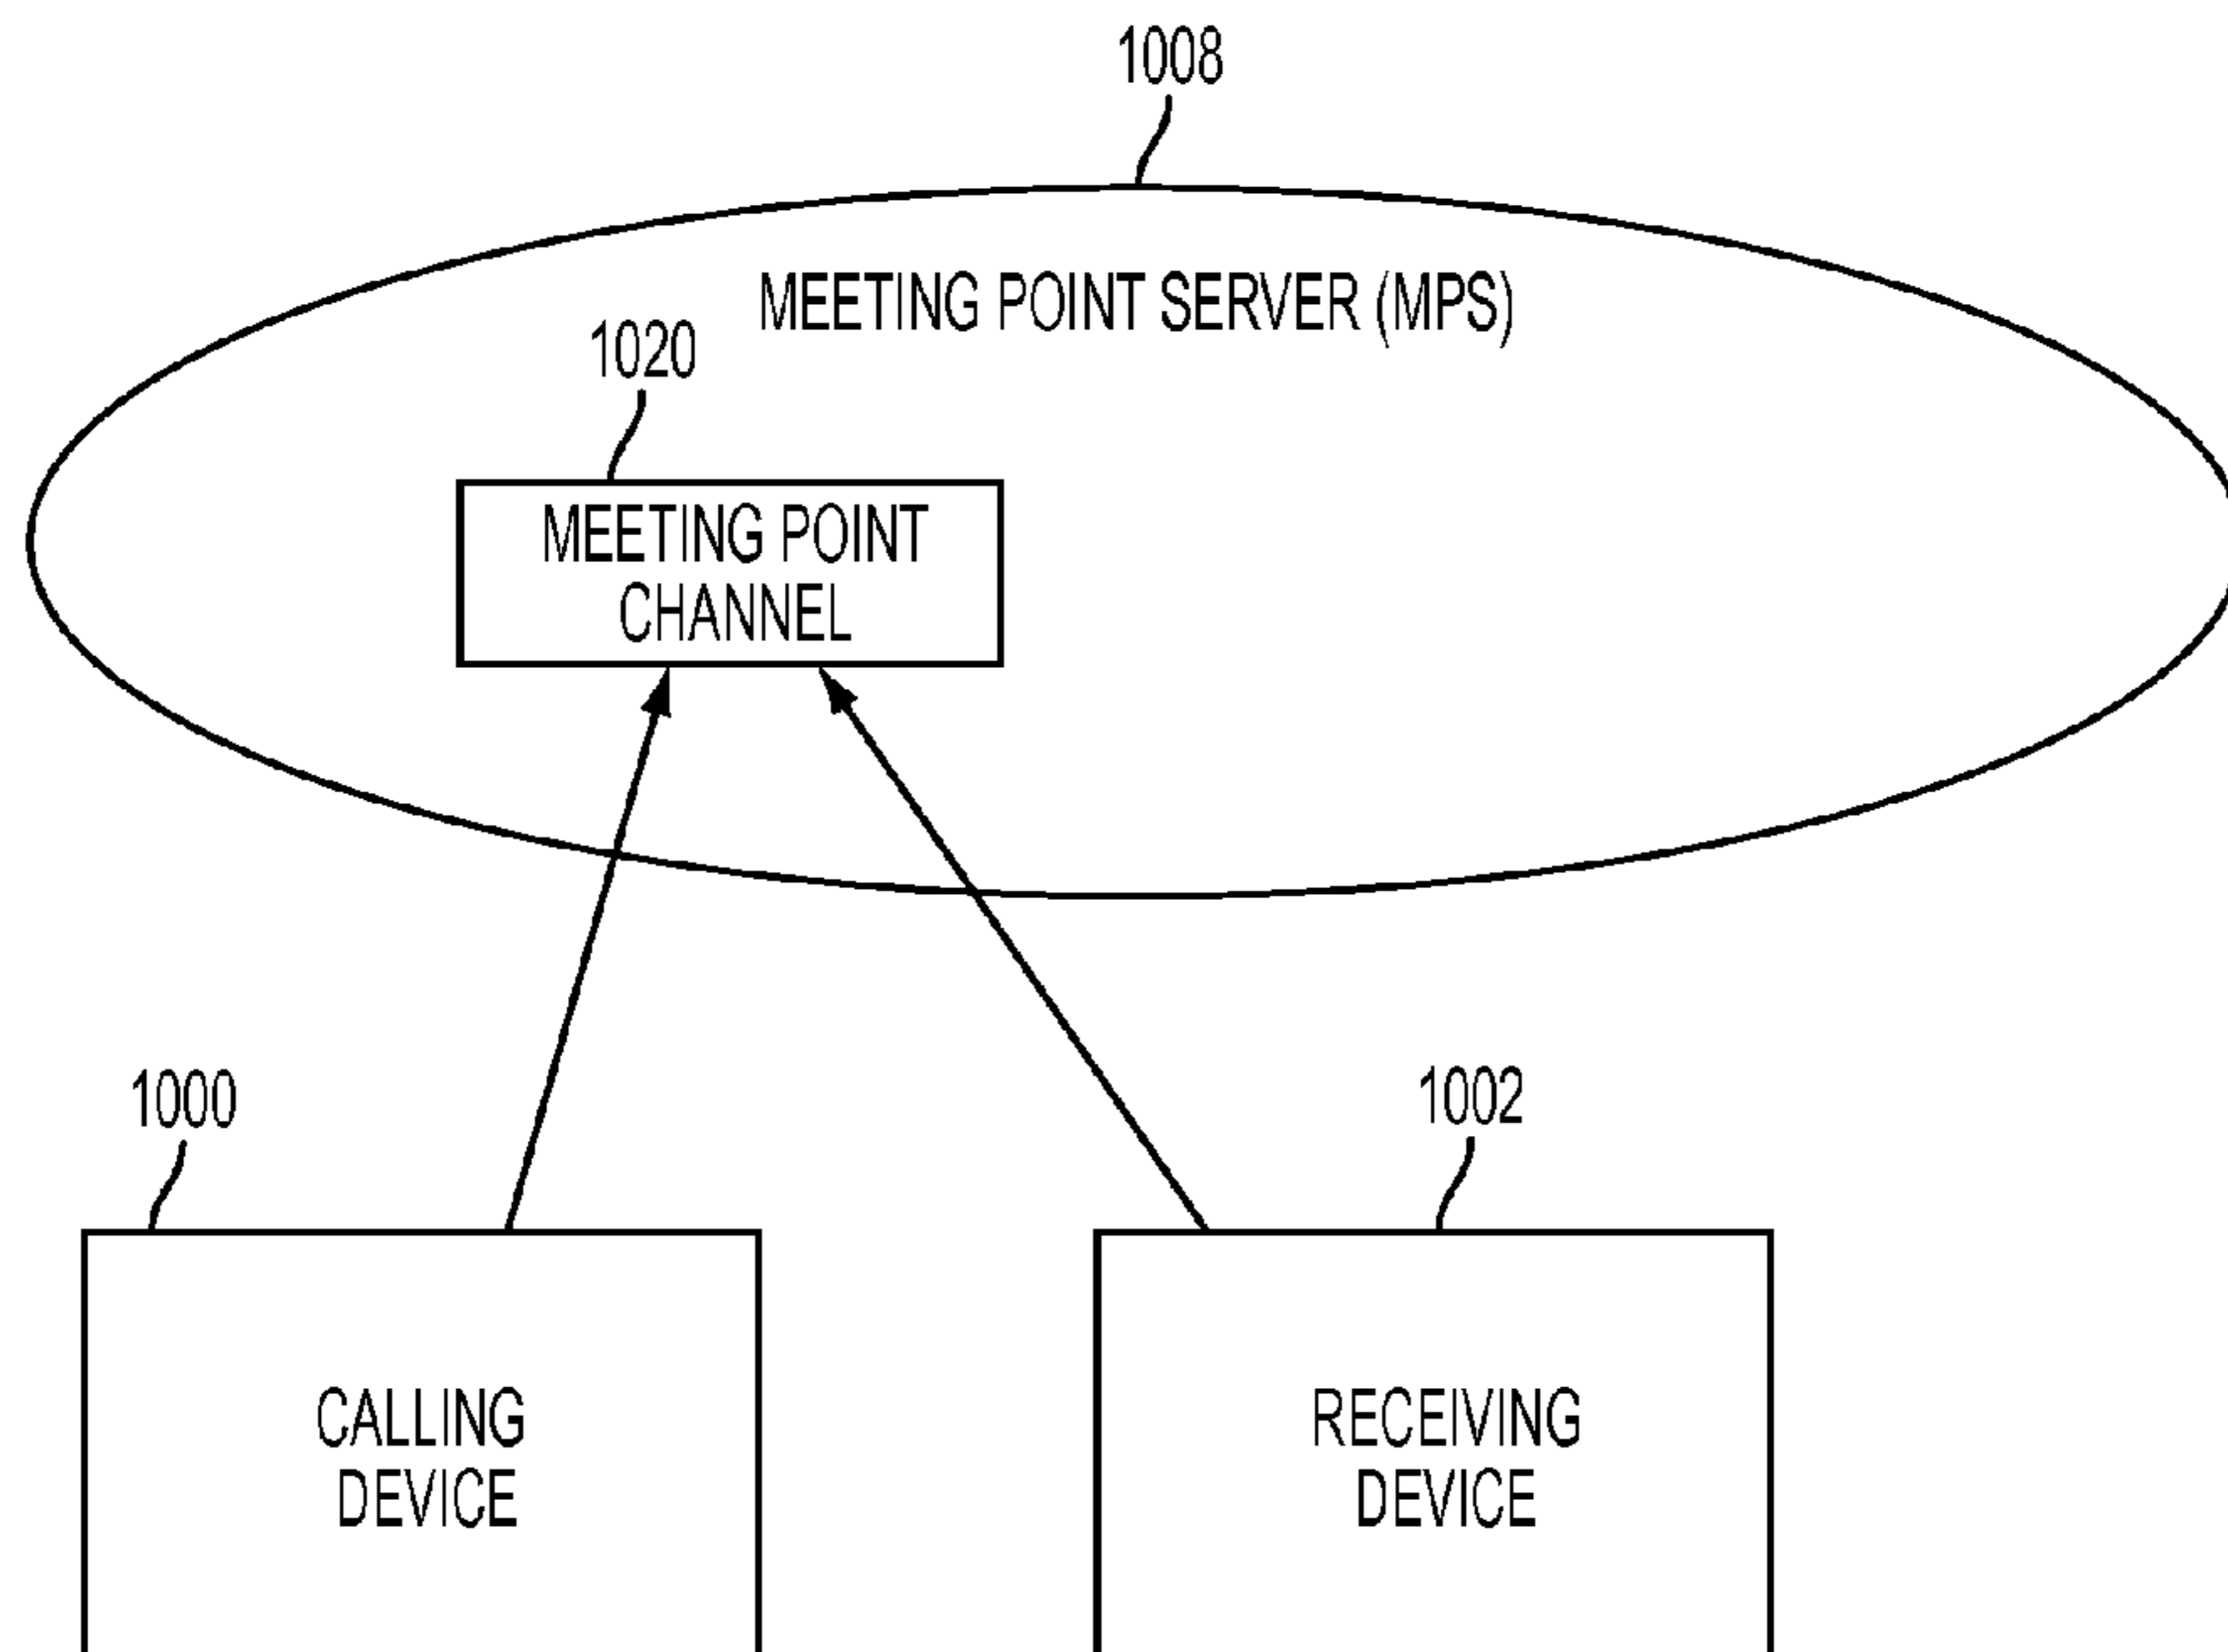 1008
MEETING POINT SERVER (MPS)
1020
MEETING POINT
CHANNEL
1000
1002
CALLING
DEVICE
RECEIVING
DEVICE